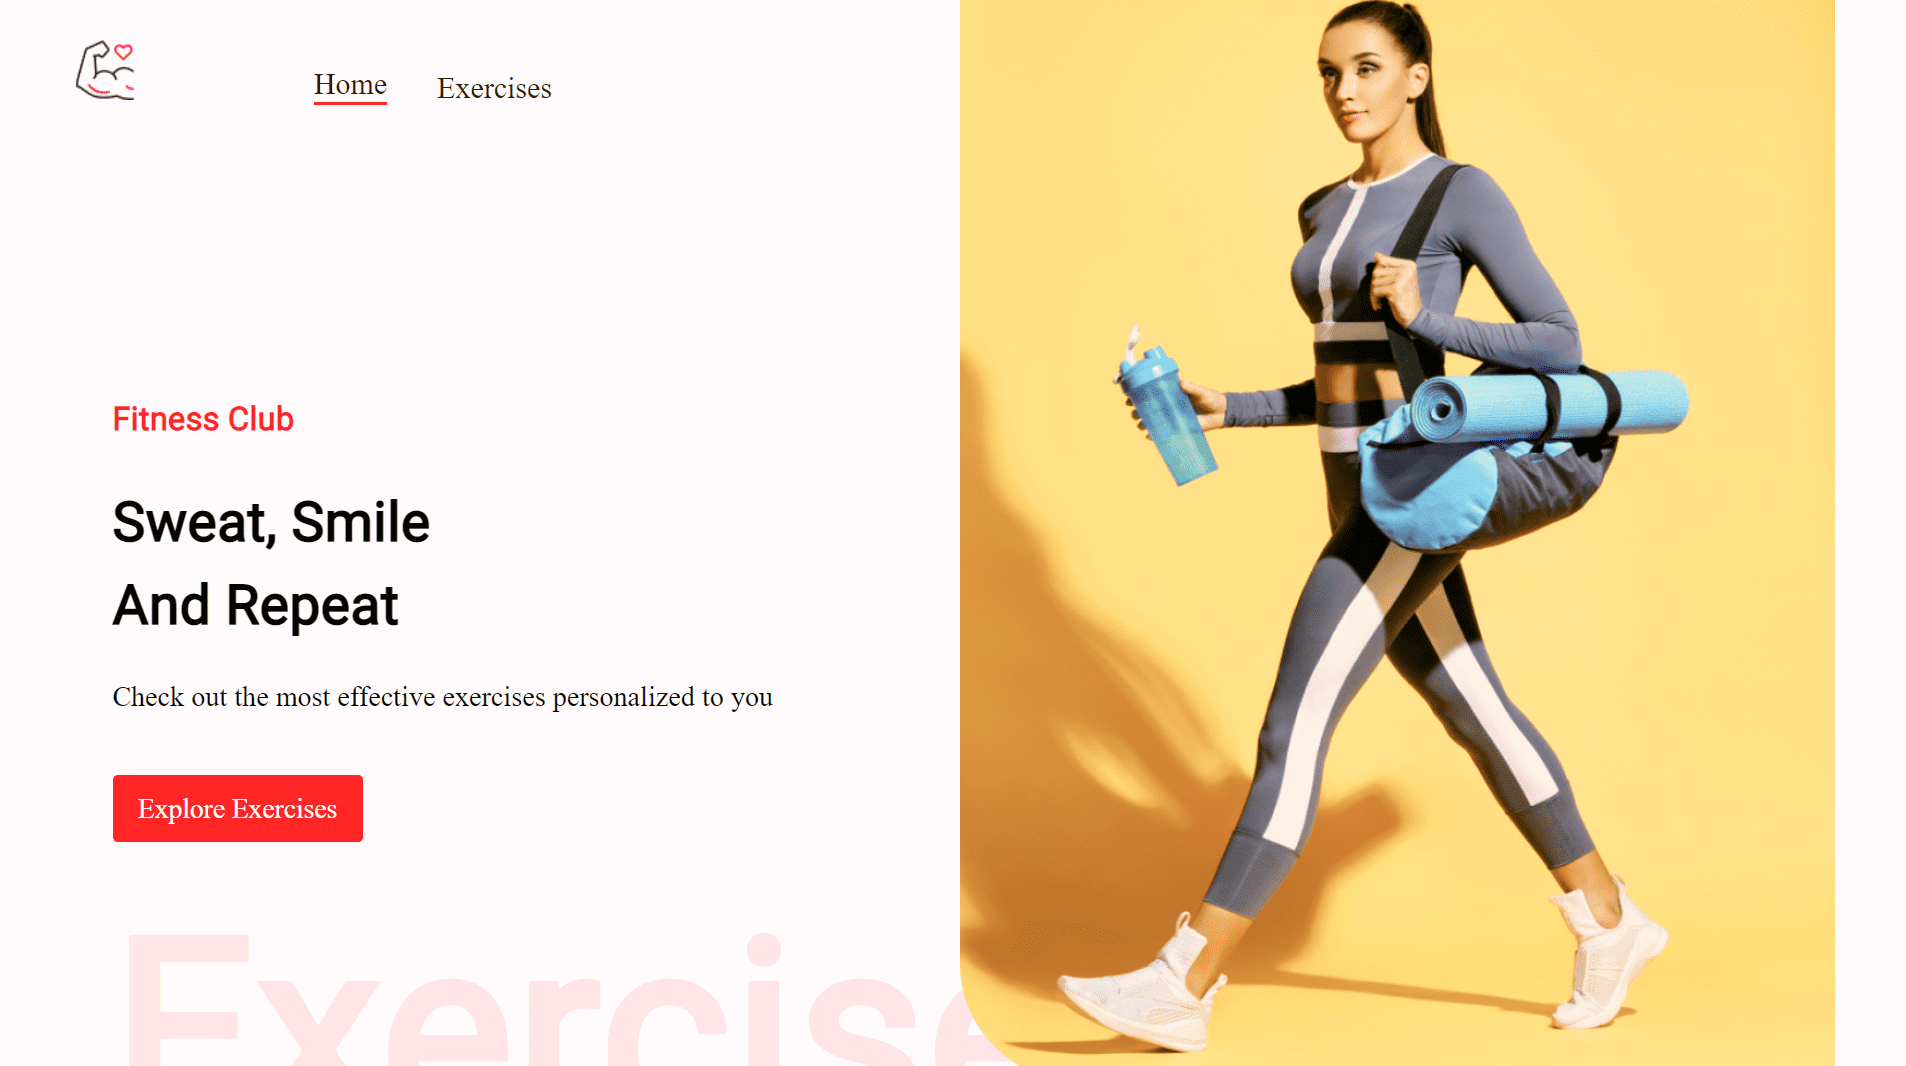 Home
Exercises
Fitness Club
Sweat, Smile
And Repeat
Check out the most effective exercises personalized to you
Explore Exercises
Exercise